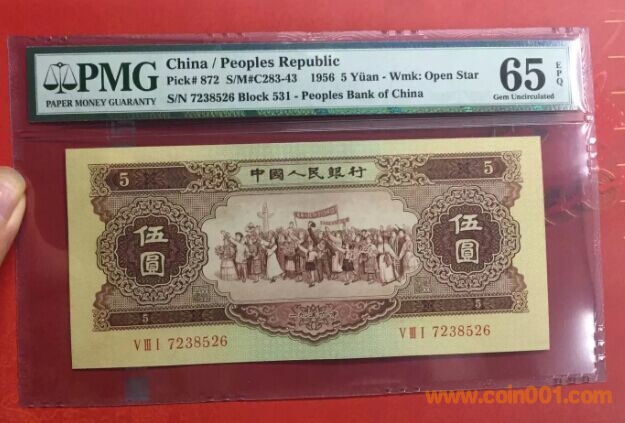 PMG
PAPER MONEY GUARANTY
China / Peoples Republic
Pick# 872 S/M#C283-43 1956 5 Yüan - Wmk: Open Star
S/N 7238526 Block 531 - Peoples Bank of China
65 EPQ
Gem Uncirculated
5 中國人民銀行 5
伍圓 伍圓
5 5
V III I 7238526 V III I 7238526
www.coin001.com